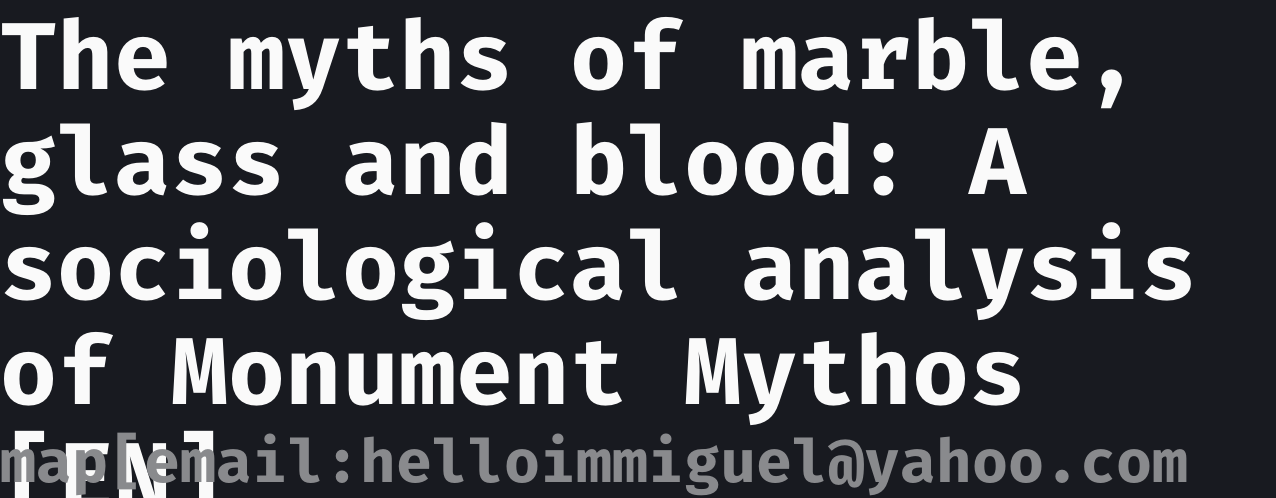 The myths of marble,
glass and blood: A
sociological analysis
of Monument Mythos
[EN]
map[email:helloimmiguel@yahoo.com